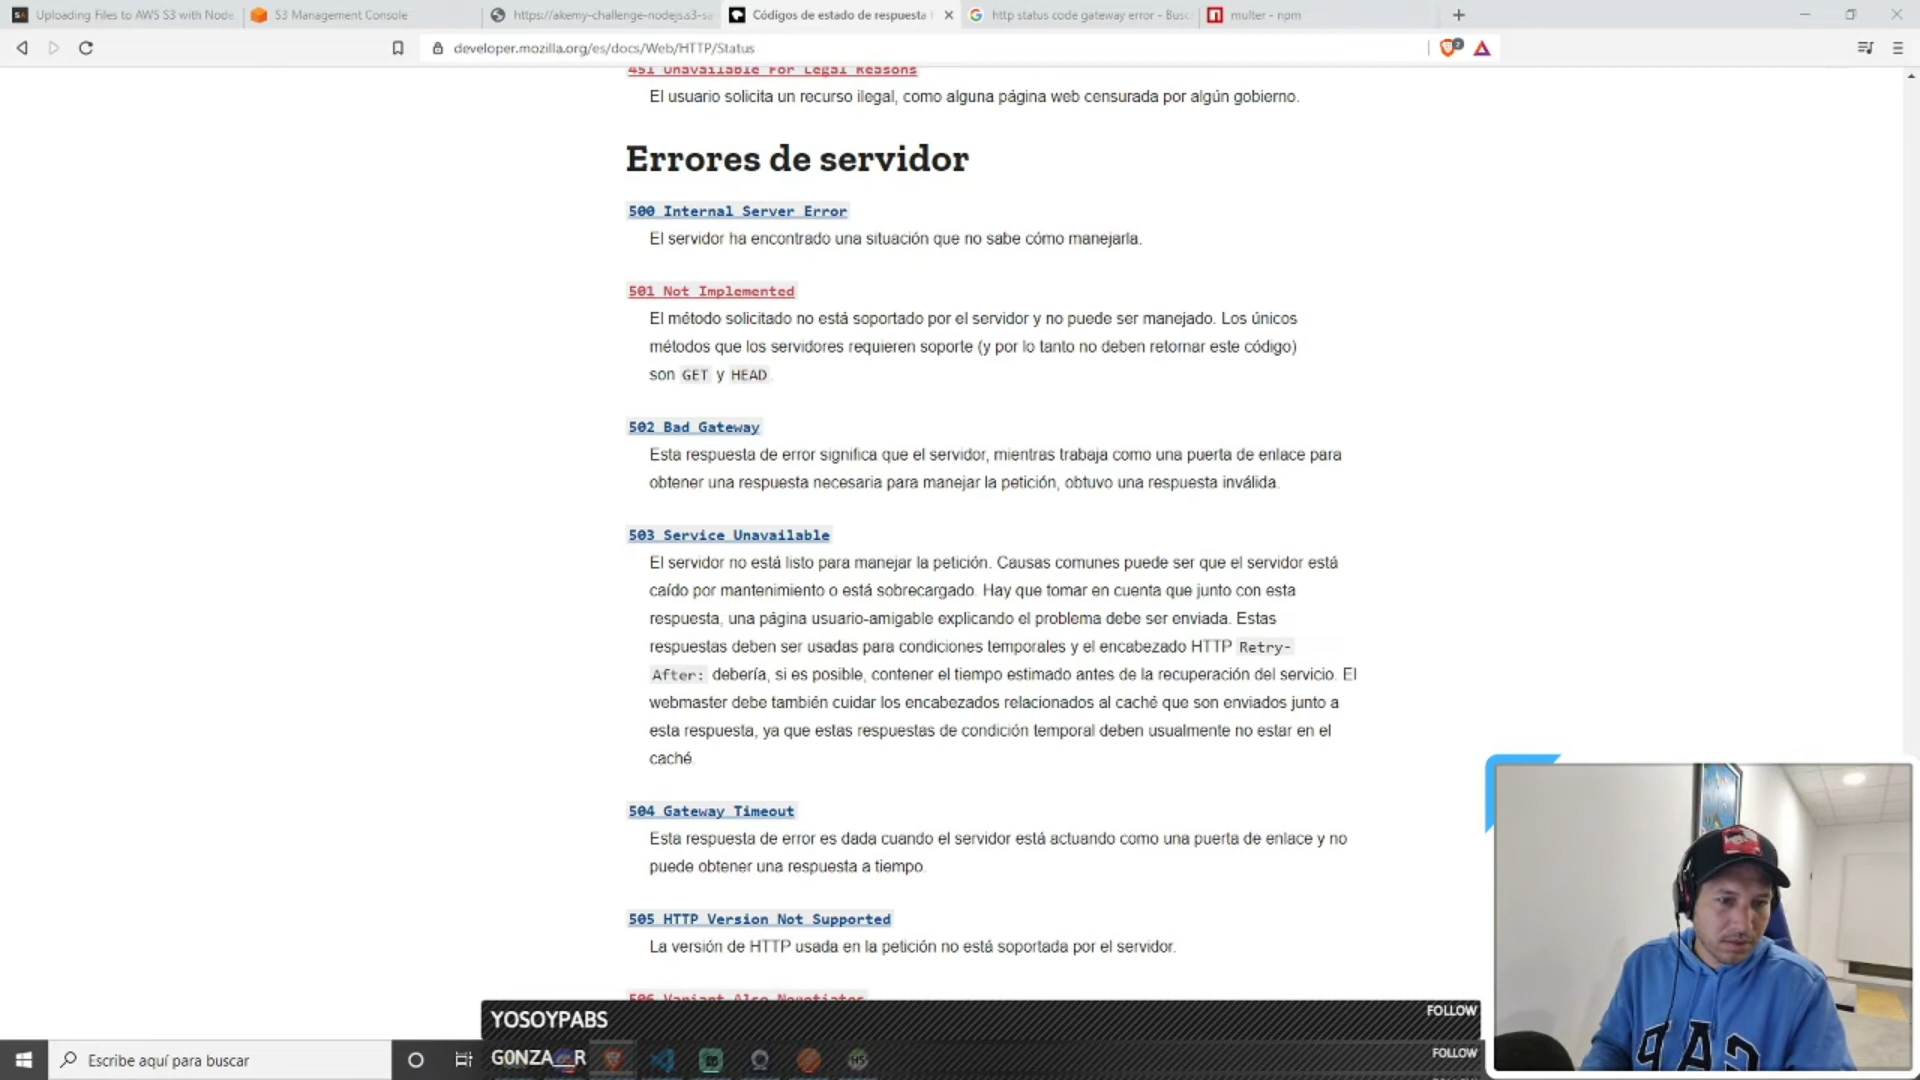 Uploading Files to AWS S3 with Node
S3 Management Console
https://akemy-challenge-nodejs.s3-sa
Códigos de estado de respuesta
http status code gateway error - Busc
multer - npm
developer.mozilla.org/es/docs/Web/HTTP/Status
451 Unavailable For Legal Reasons
El usuario solicita un recurso ilegal, como alguna página web censurada por algún gobierno.
Errores de servidor
500 Internal Server Error
El servidor ha encontrado una situación que no sabe cómo manejarla.
501 Not Implemented
El método solicitado no está soportado por el servidor y no puede ser manejado. Los únicos
métodos que los servidores requieren soporte (y por lo tanto no deben retornar este código)
son GET y HEAD.
502 Bad Gateway
Esta respuesta de error significa que el servidor, mientras trabaja como una puerta de enlace para
obtener una respuesta necesaria para manejar la petición, obtuvo una respuesta inválida.
503 Service Unavailable
El servidor no está listo para manejar la petición. Causas comunes puede ser que el servidor está
caído por mantenimiento o está sobrecargado. Hay que tomar en cuenta que junto con esta
respuesta, una página usuario-amigable explicando el problema debe ser enviada. Estas
respuestas deben ser usadas para condiciones temporales y el encabezado HTTP Retry-
After: debería, si es posible, contener el tiempo estimado antes de la recuperación del servicio. El
webmaster debe también cuidar los encabezados relacionados al caché que son enviados junto a
esta respuesta, ya que estas respuestas de condición temporal deben usualmente no estar en el
caché.
504 Gateway Timeout
Esta respuesta de error es dada cuando el servidor está actuando como una puerta de enlace y no
puede obtener una respuesta a tiempo.
505 HTTP Version Not Supported
La versión de HTTP usada en la petición no está soportada por el servidor.
506 Variant Also Negotiates
YOSOYPABS
FOLLOW
G0NZA__R
FOLLOW
Escribe aquí para buscar
HS
GAP